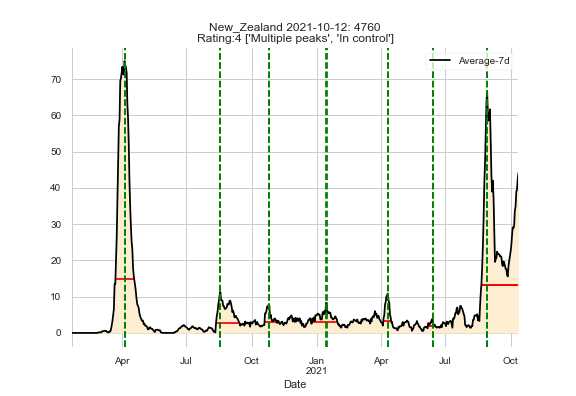 New_Zealand 2021-10-12: 4760
Rating:4 ['Multiple peaks', 'In control']
Average-7d
70
60
50
40
30
20
10
0
Apr Jul Oct Jan Apr Jul Oct
2021
Date